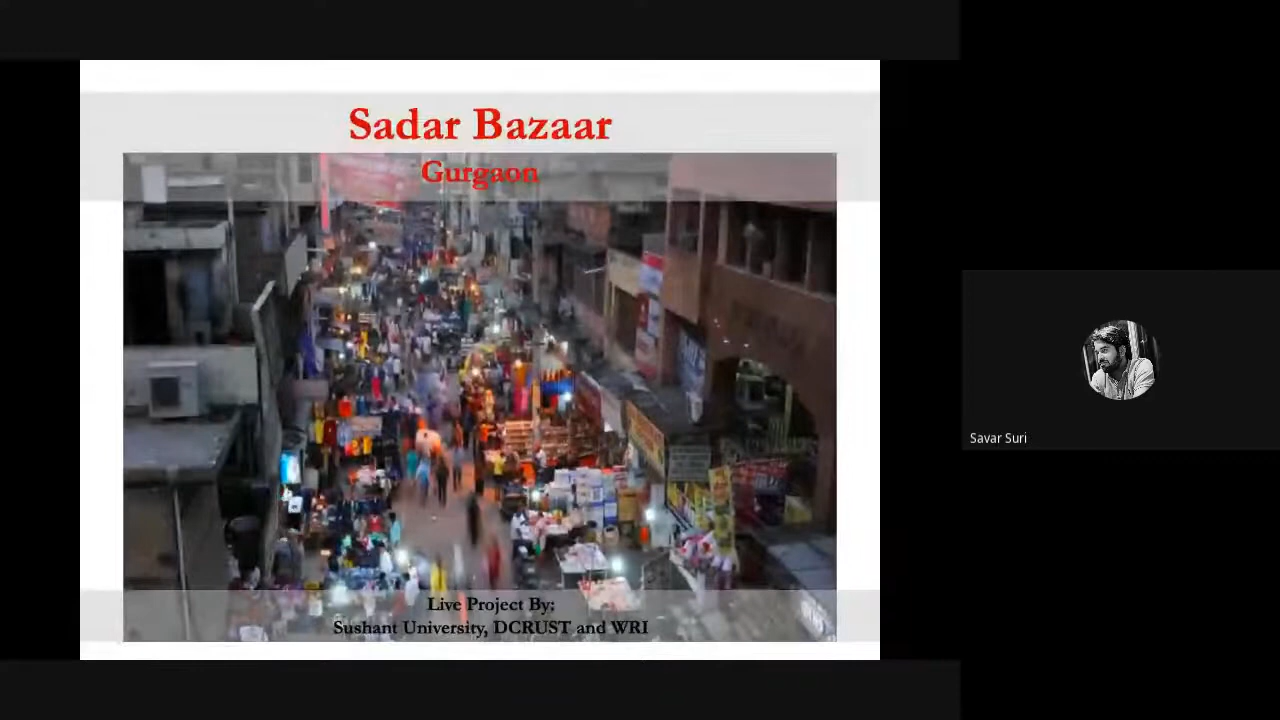 Sadar Bazaar
Gurgaon
Live Project By:
Sushant University, DCRUST and WRI
Savar Suri